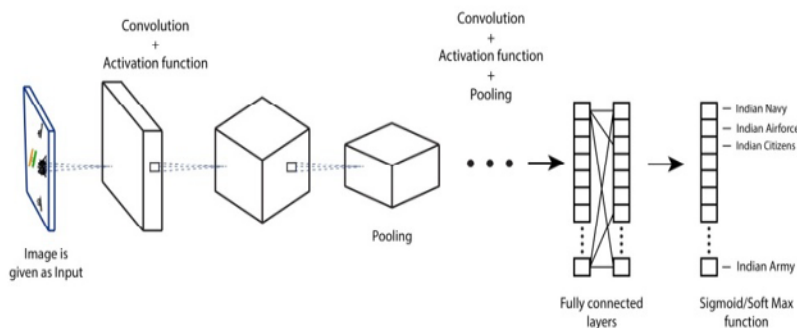 Convolution
+
Activation function
Convolution
+
Activation function
+
Pooling
Indian Navy
Indian Airforce
Indian Citizens
Indian Army
Image is
given as Input
Pooling
Fully connected
layers
Sigmoid/Soft Max
function